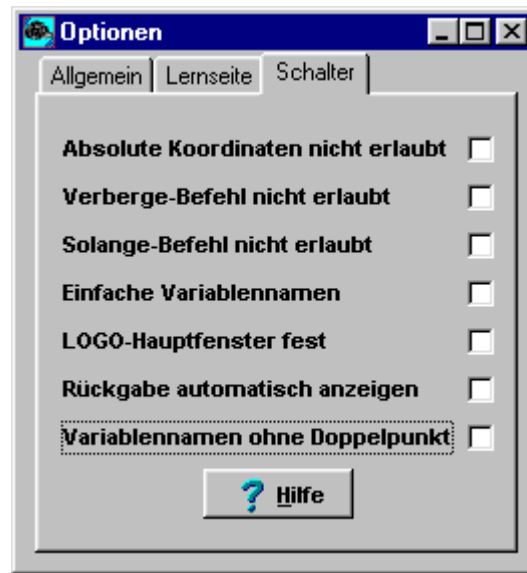 Optionen
Allgemein Lernseite Schalter
Absolute Koordinaten nicht erlaubt
Verberge-Befehl nicht erlaubt
Solange-Befehl nicht erlaubt
Einfache Variablennamen
LOGO-Hauptfenster fest
Rückgabe automatisch anzeigen
Variablennamen ohne Doppelpunkt
? Hilfe